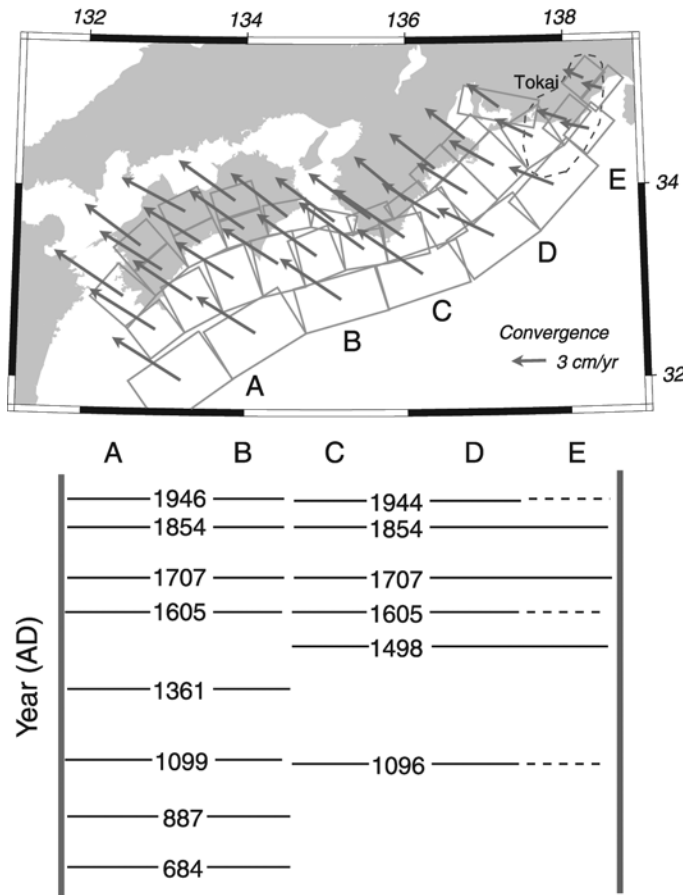 132 134 136 138
Tokai
34
E
D
C
B
A
Convergence
3 cm/yr
32
A B C D E
1946 1944
1854 1854
1707 1707
1605 1605
1498
1361
1099 1096
887
684
Year (AD)